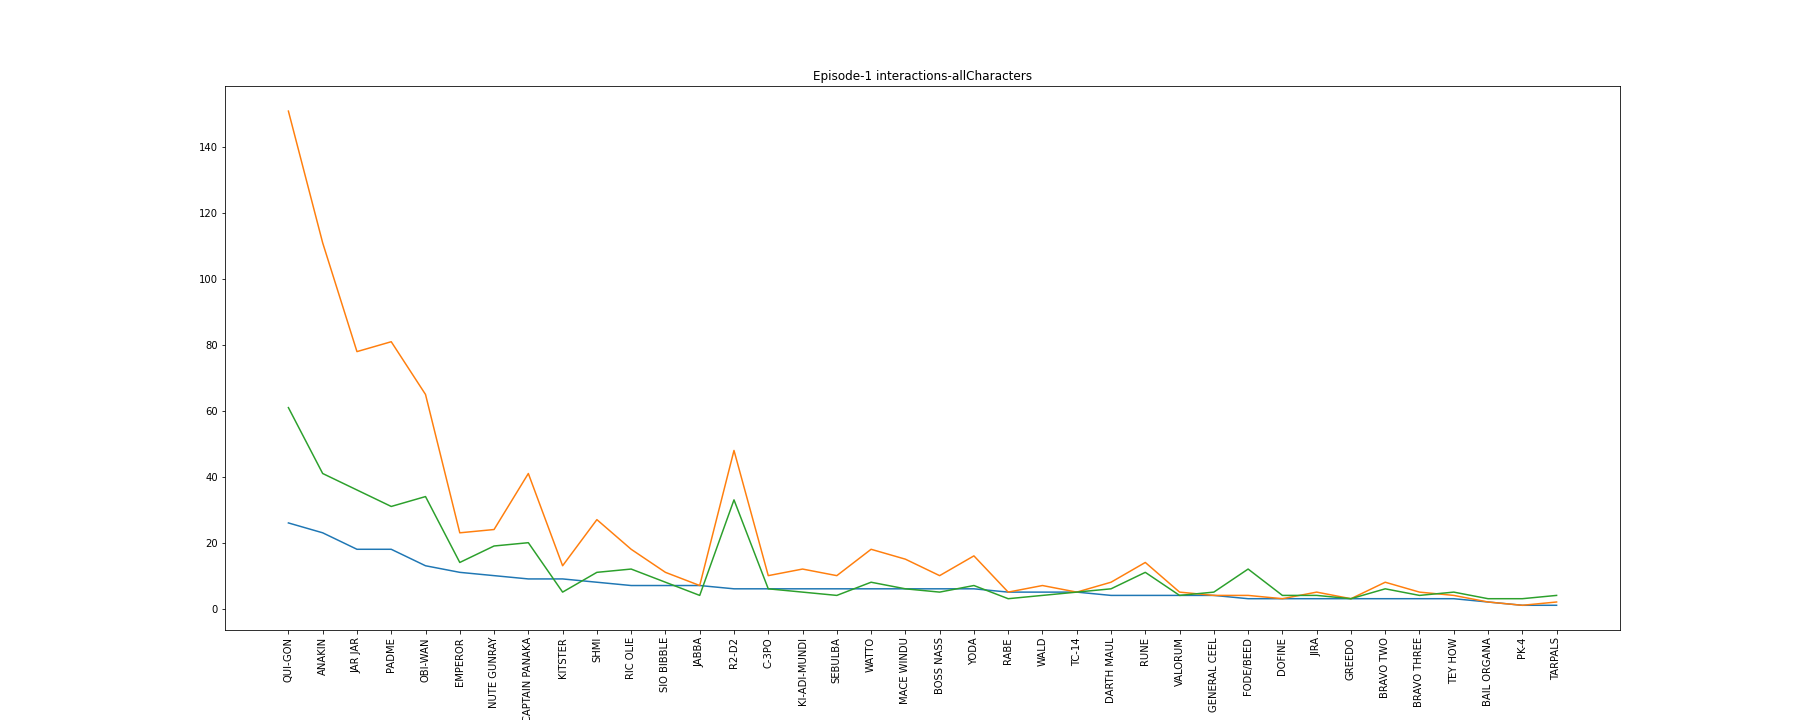 Episode-1 interactions-allCharacters
140
120
100
80
60
40
20
0
QUI-GON
ANAKIN
JAR JAR
PADME
OBI-WAN
EMPEROR
NUTE GUNRAY
CAPTAIN PANAKA
KITSTER
SHMI
RIC OLIE
SIO BIBBLE
JABBA
R2-D2
C-3PO
KI-ADI-MUNDI
SEBULBA
WATTO
MACE WINDU
BOSS NASS
YODA
RABE
WALD
TC-14
DARTH MAUL
RUNE
VALORUM
GENERAL CEEL
FODE/BEED
DOFINE
JIRA
GREEDO
BRAVO TWO
BRAVO THREE
TEY HOW
BAIL ORGANA
PK-4
TARPALS